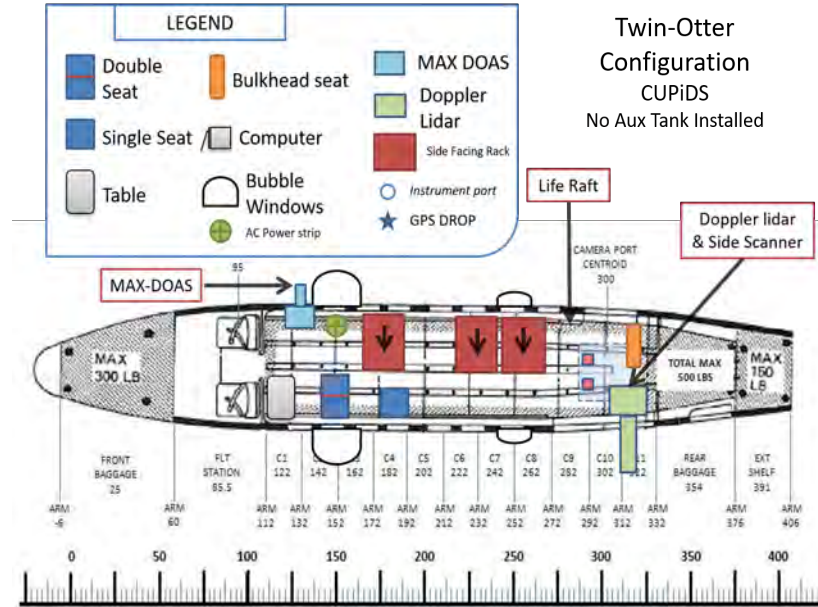 LEGEND
Double
Seat
Bulkhead seat
MAX DOAS
Doppler
Lidar
Single Seat
Computer
Side Facing Rack
Table
Bubble
Windows
Instrument port
AC Power strip
GPS DROP
Twin-Otter
Configuration
CUPiDS
No Aux Tank Installed
Life Raft
Doppler lidar
& Side Scanner
CAMERA PORT
CENTROID
300
MAX-DOAS
95
MAX
300 LB
TOTAL MAX
500 LBS
MAX
150
LB
FRONT
BAGGAGE
25
FLT
STATION
85.5
C1
122
142
162
C4
182
C5
202
C6
222
C7
242
C8
262
C9
282
C10
302
REAR
BAGGAGE
354
EXT
SHELF
391
ARM
-6
ARM
60
ARM
112
ARM
132
ARM
152
ARM
172
ARM
192
ARM
212
ARM
232
ARM
252
ARM
272
ARM
292
ARM
312
ARM
332
ARM
376
ARM
406
0 50 100 150 200 250 300 350 400